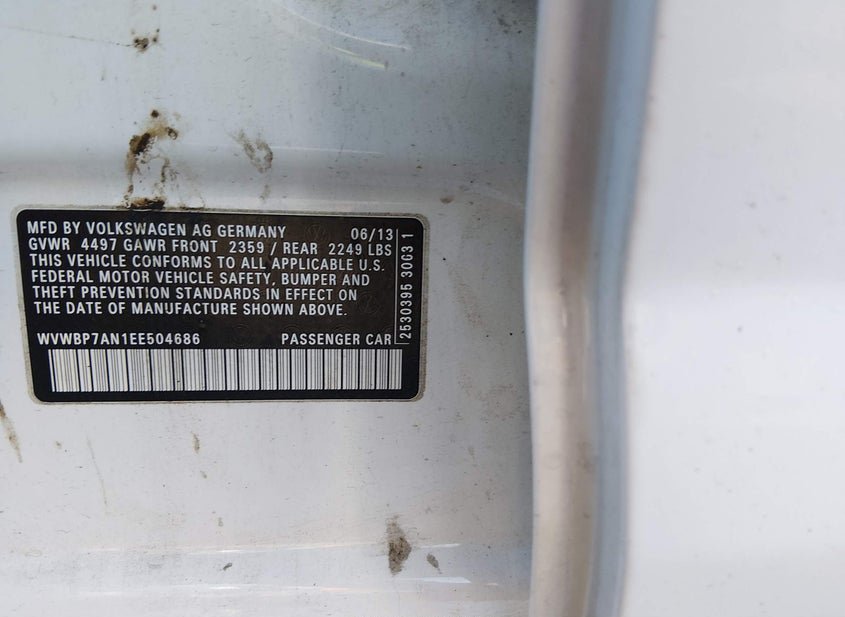 MFD BY VOLKSWAGEN AG GERMANY 06/13
GVWR 4497 GAWR FRONT 2359 / REAR 2249 LBS
THIS VEHICLE CONFORMS TO ALL APPLICABLE U.S.
FEDERAL MOTOR VEHICLE SAFETY, BUMPER AND
THEFT PREVENTION STANDARDS IN EFFECT ON
THE DATE OF MANUFACTURE SHOWN ABOVE.
WVWBP7AN1EE504686 PASSENGER CAR
2530395 30G3 1